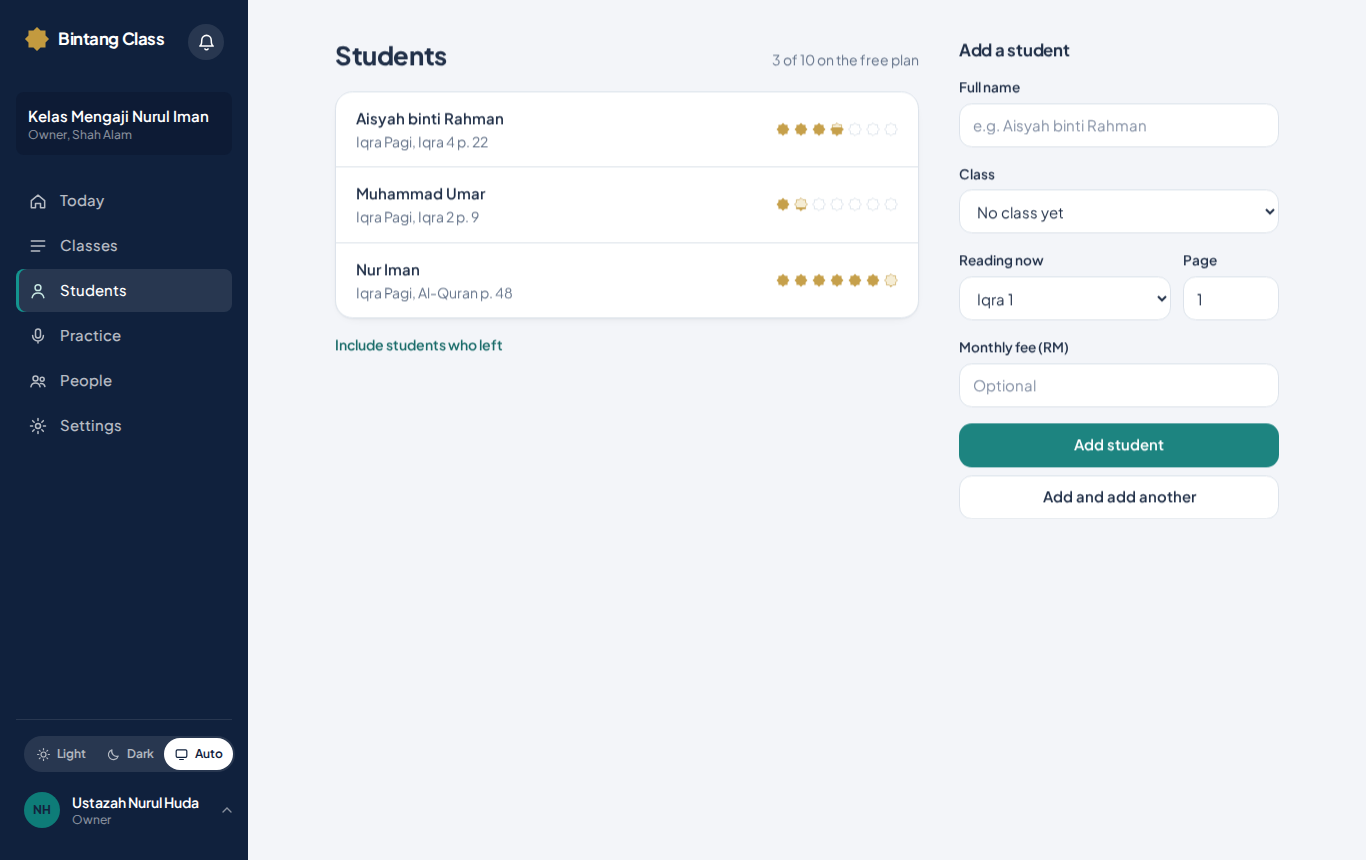 Bintang Class
Kelas Mengaji Nurul Iman
Owner, Shah Alam
Today
Classes
Students
Practice
People
Settings
Light
Dark
Auto
NH
Ustazah Nurul Huda
Owner
Students
3 of 10 on the free plan
Aisyah binti Rahman
Iqra Pagi, Iqra 4 p. 22
Muhammad Umar
Iqra Pagi, Iqra 2 p. 9
Nur Iman
Iqra Pagi, Al-Quran p. 48
Include students who left
Add a student
Full name
e.g. Aisyah binti Rahman
Class
No class yet
Reading now
Page
Iqra 1
1
Monthly fee (RM)
Optional
Add student
Add and add another